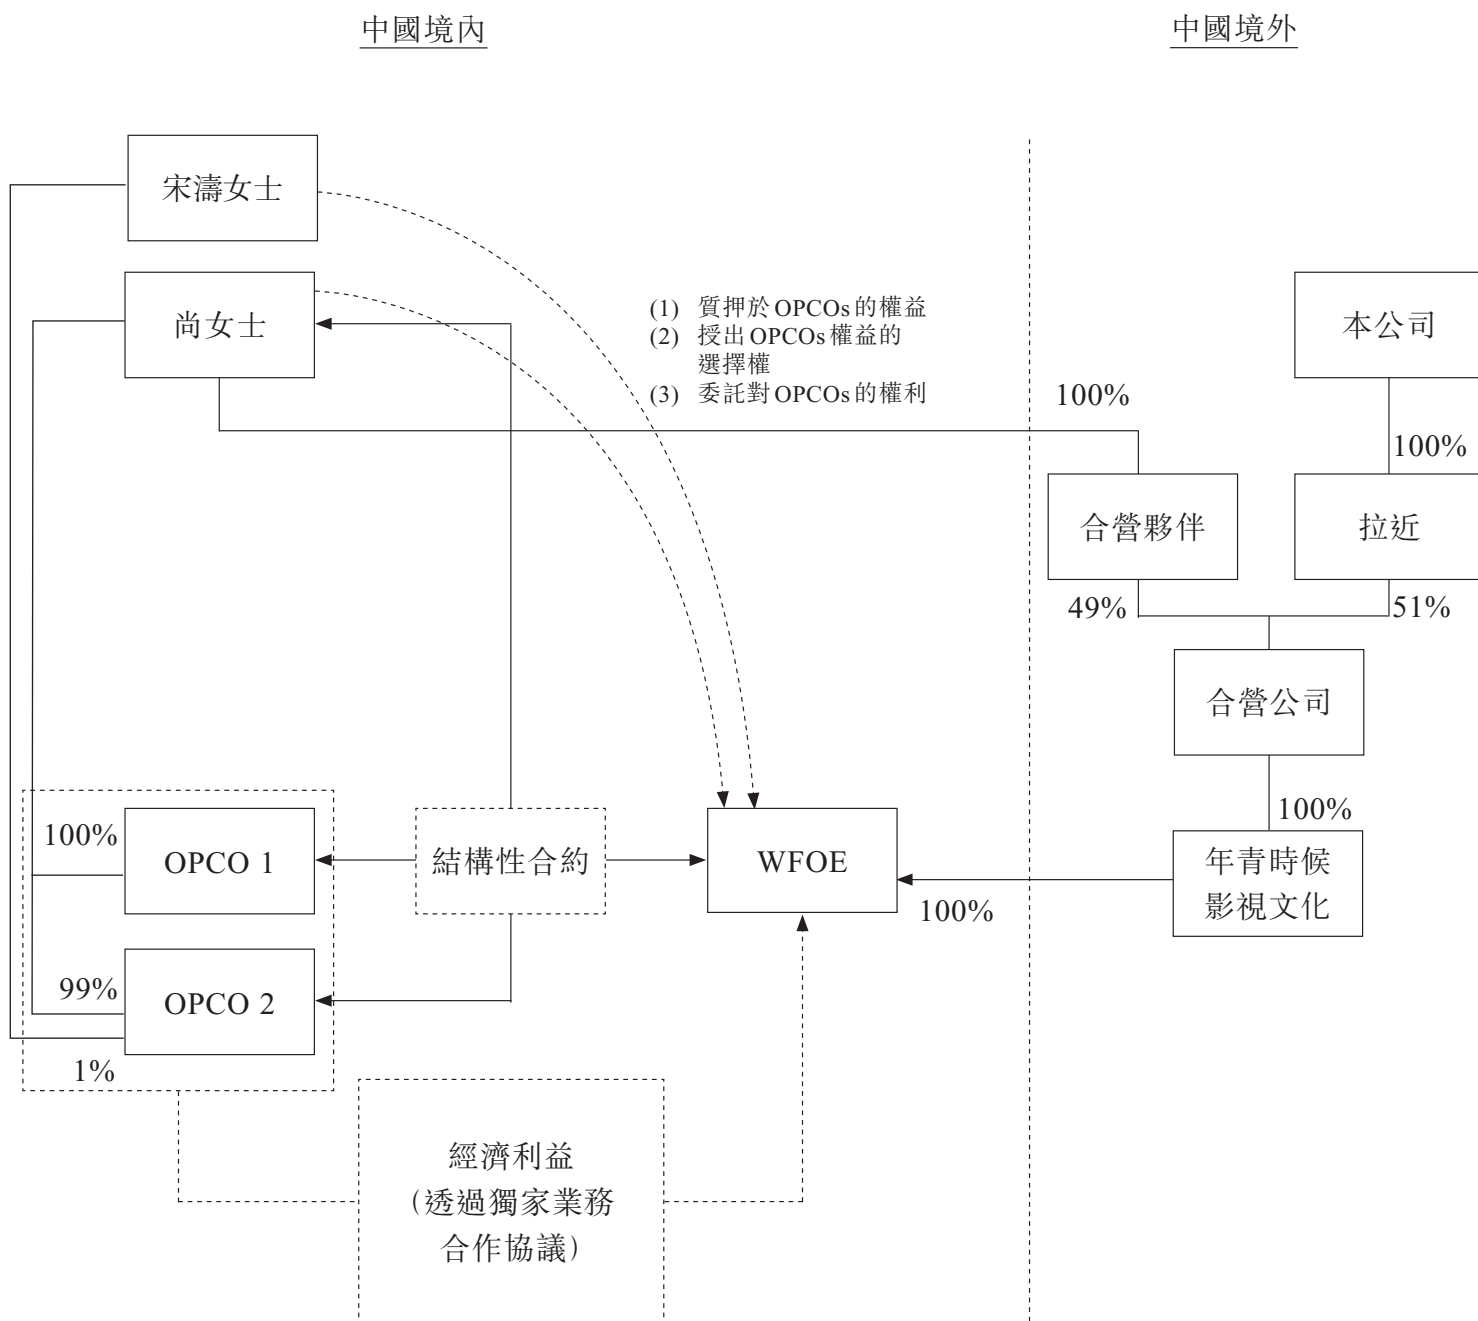 中國境內
中國境外
宋濤女士
尚女士
(1) 質押於OPCOs的權益
(2) 授出OPCOs權益的
選擇權
(3) 委託對OPCOs的權利
本公司
100%
100%
合營夥伴
拉近
49%
51%
合營公司
100%
100%
OPCO 1
結構性合約
WFOE
年青時候
影視文化
100%
99%
OPCO 2
1%
經濟利益
（透過獨家業務
合作協議）